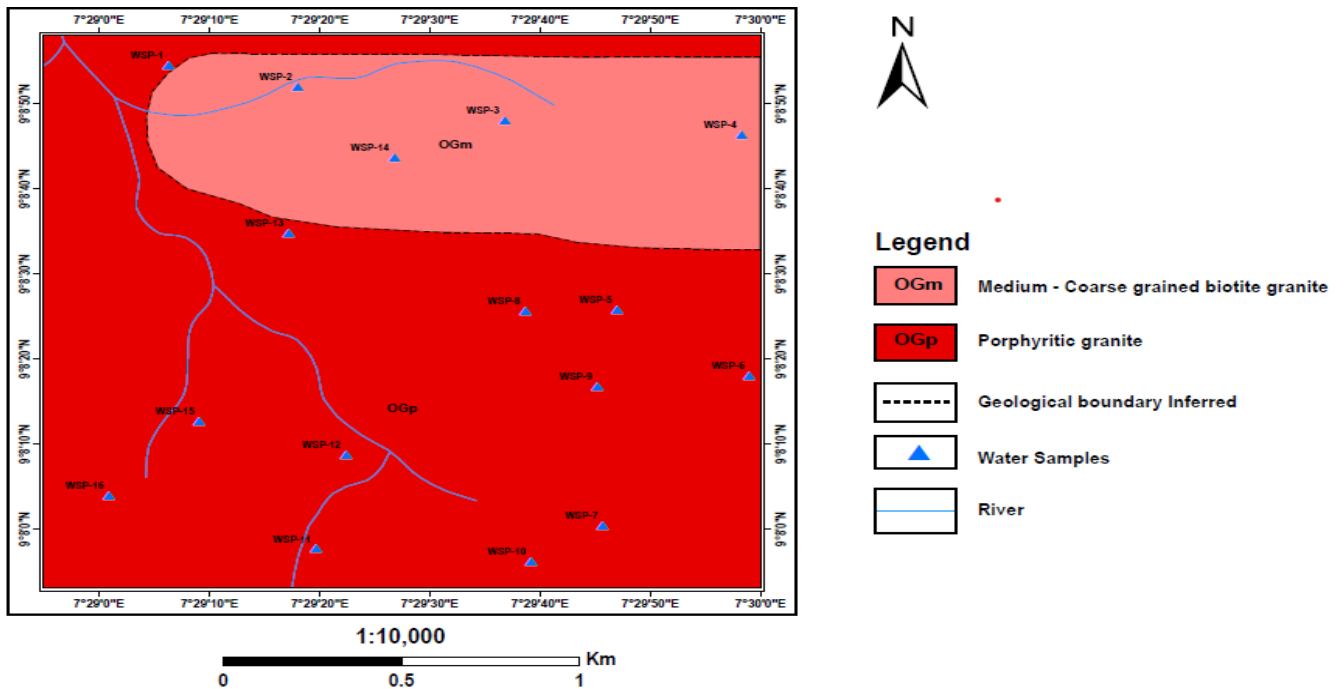 7°29'0"E 7°29'10"E 7°29'20"E 7°29'30"E 7°29'40"E 7°29'50"E 7°30'0"E
N
WSP-1
WSP-2
9°8'50"N 9°8'50"N
WSP-3
WSP-4
OGm
WSP-14
9°8'40"N 9°8'40"N
WSP-13
Legend
9°8'30"N 9°8'30"N
OGm Medium - Coarse grained biotite granite
WSP-8 WSP-5
OGp Porphyritic granite
9°8'20"N 9°8'20"N
WSP-6
WSP-9
Geological boundary Inferred
OGp
WSP-15
9°8'10"N 9°8'10"N
WSP-12
Water Samples
WSP-16
River
WSP-7
9°8'0"N 9°8'0"N
WSP-11
WSP-10
7°29'0"E 7°29'10"E 7°29'20"E 7°29'30"E 7°29'40"E 7°29'50"E 7°30'0"E
1:10,000
Km
0 0.5 1